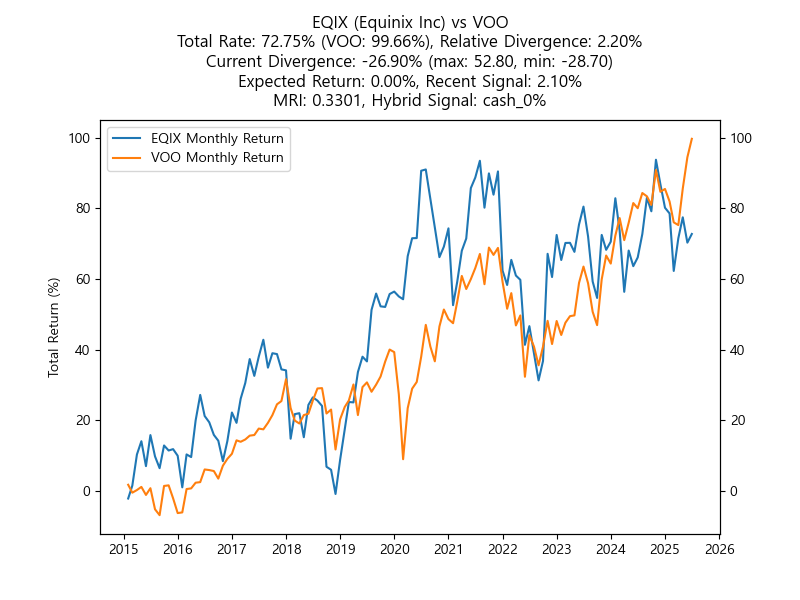 EQIX (Equinix Inc) vs VOO
Total Rate: 72.75% (VOO: 99.66%), Relative Divergence: 2.20%
Current Divergence: -26.90% (max: 52.80, min: -28.70)
Expected Return: 0.00%, Recent Signal: 2.10%
MRI: 0.3301, Hybrid Signal: cash_0%
EQIX Monthly Return
VOO Monthly Return
Total Return (%)
100
80
60
40
20
0
100
80
60
40
20
0
2015 2016 2017 2018 2019 2020 2021 2022 2023 2024 2025 2026